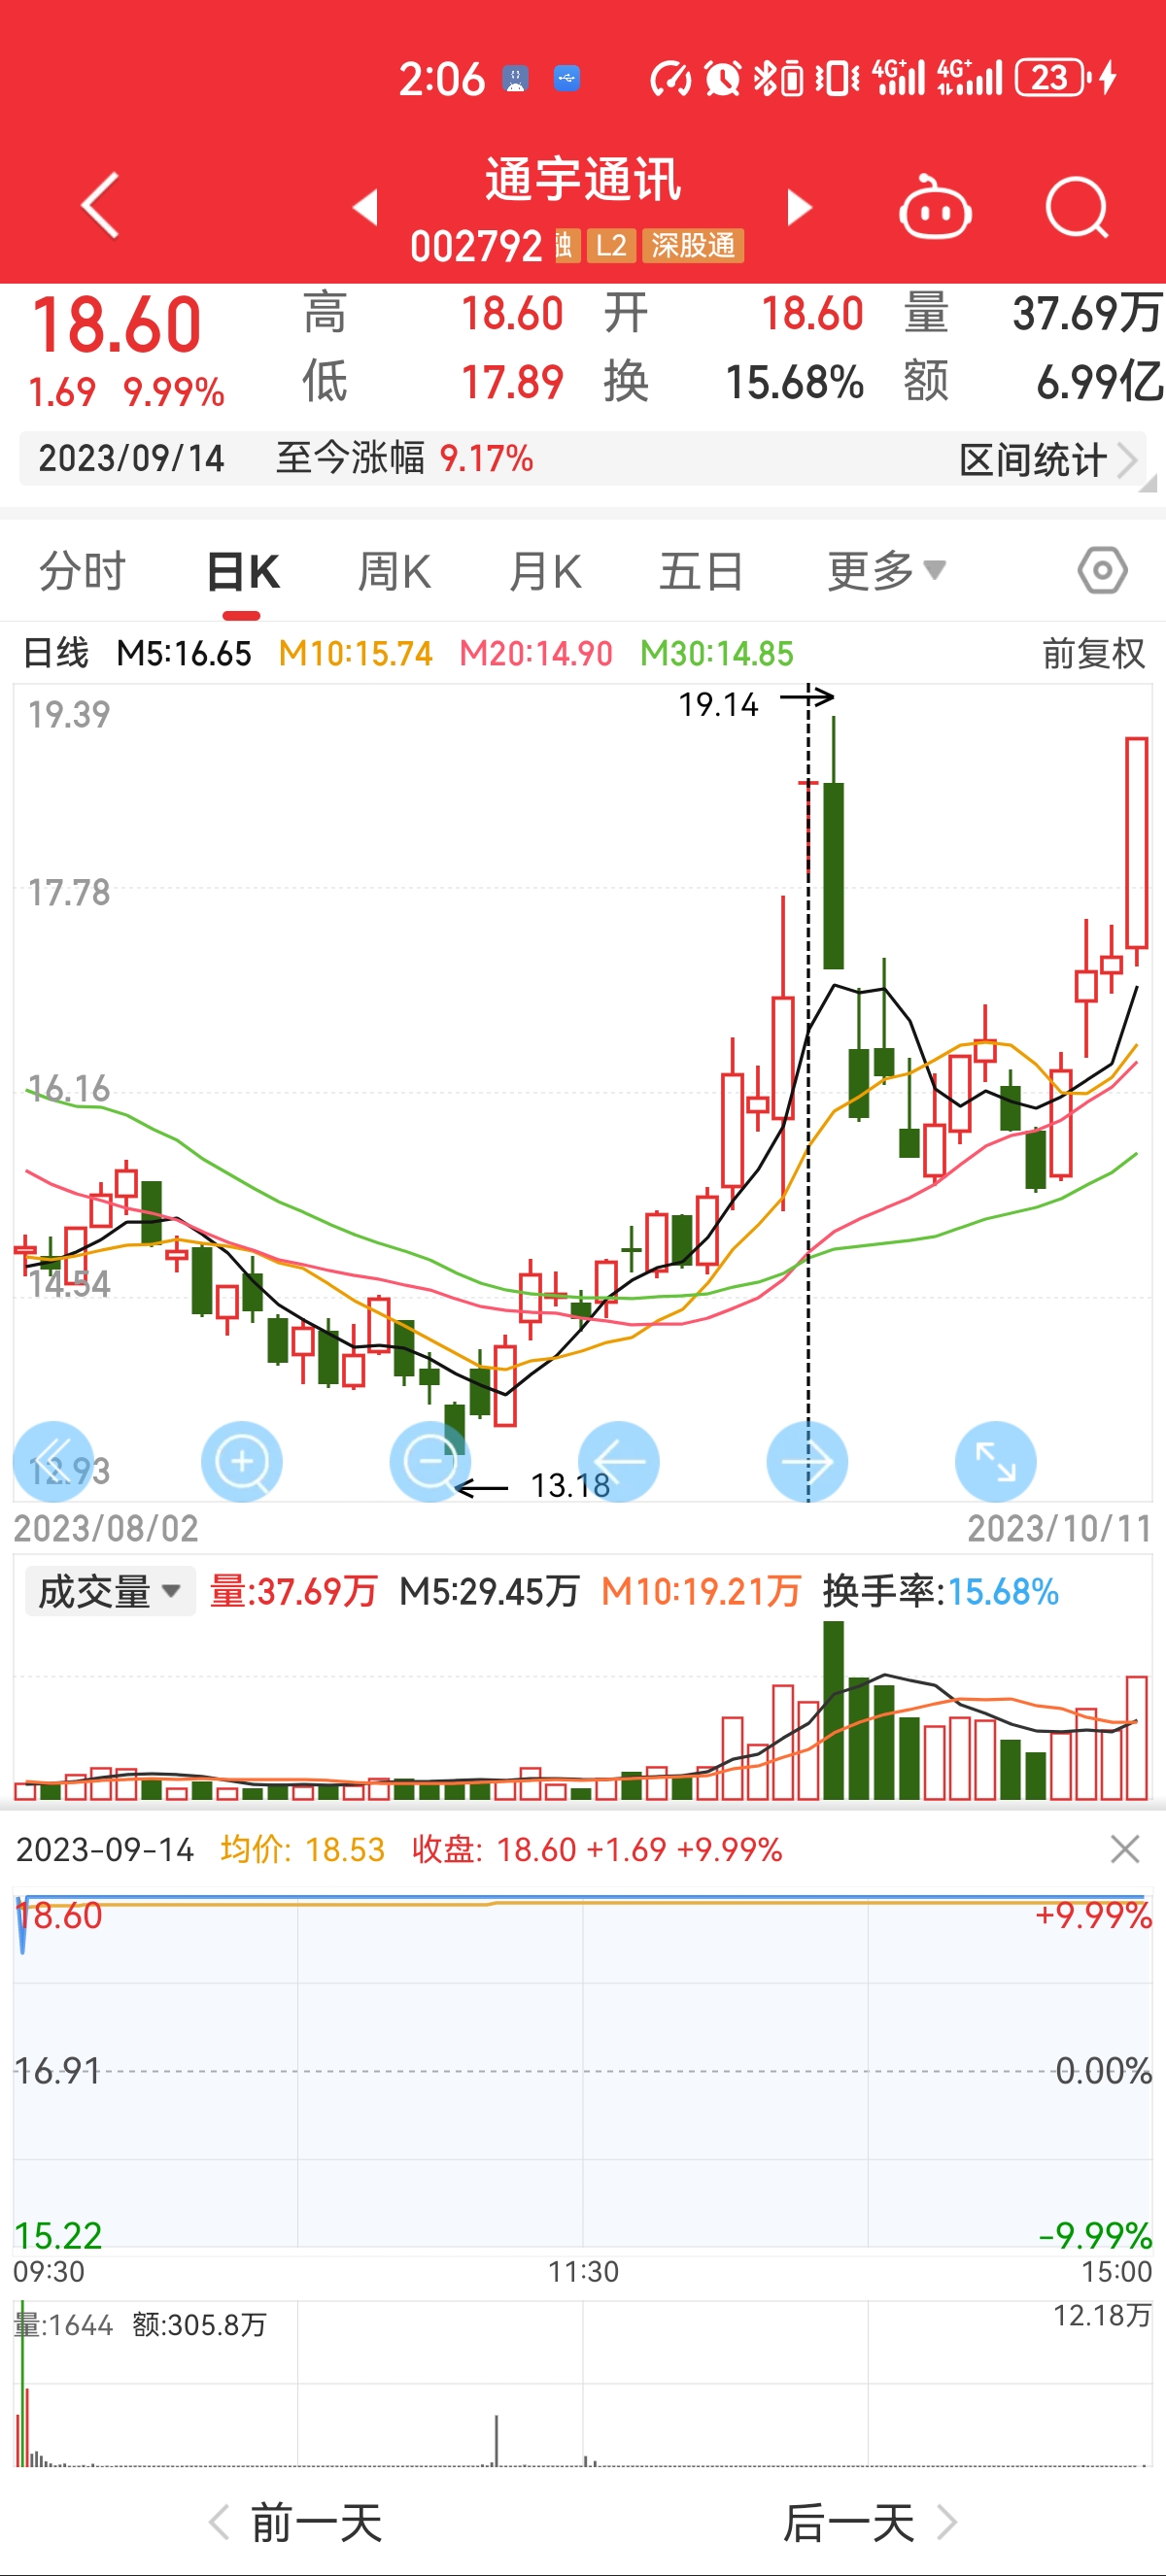 2:06 4G+ 4G+ 23
通宇通讯
002792 融 L2 深股通
18.60 高 18.60 开 18.60 量 37.69万
1.69 9.99% 低 17.89 换 15.68% 额 6.99亿
2023/09/14 至今涨幅 9.17% 区间统计
分时 日K 周K 月K 五日 更多
日线 M5:16.65 M10:15.74 M20:14.90 M30:14.85 前复权
19.39
19.14
17.78
16.16
14.54
12.93
13.18
2023/08/02 2023/10/11
成交量 量:37.69万 M5:29.45万 M10:19.21万 换手率:15.68%
2023-09-14 均价: 18.53 收盘: 18.60 +1.69 +9.99%
18.60 +9.99%
16.91 0.00%
15.22 -9.99%
09:30 11:30 15:00
量:1644 额:305.8万 12.18万
前一天 后一天